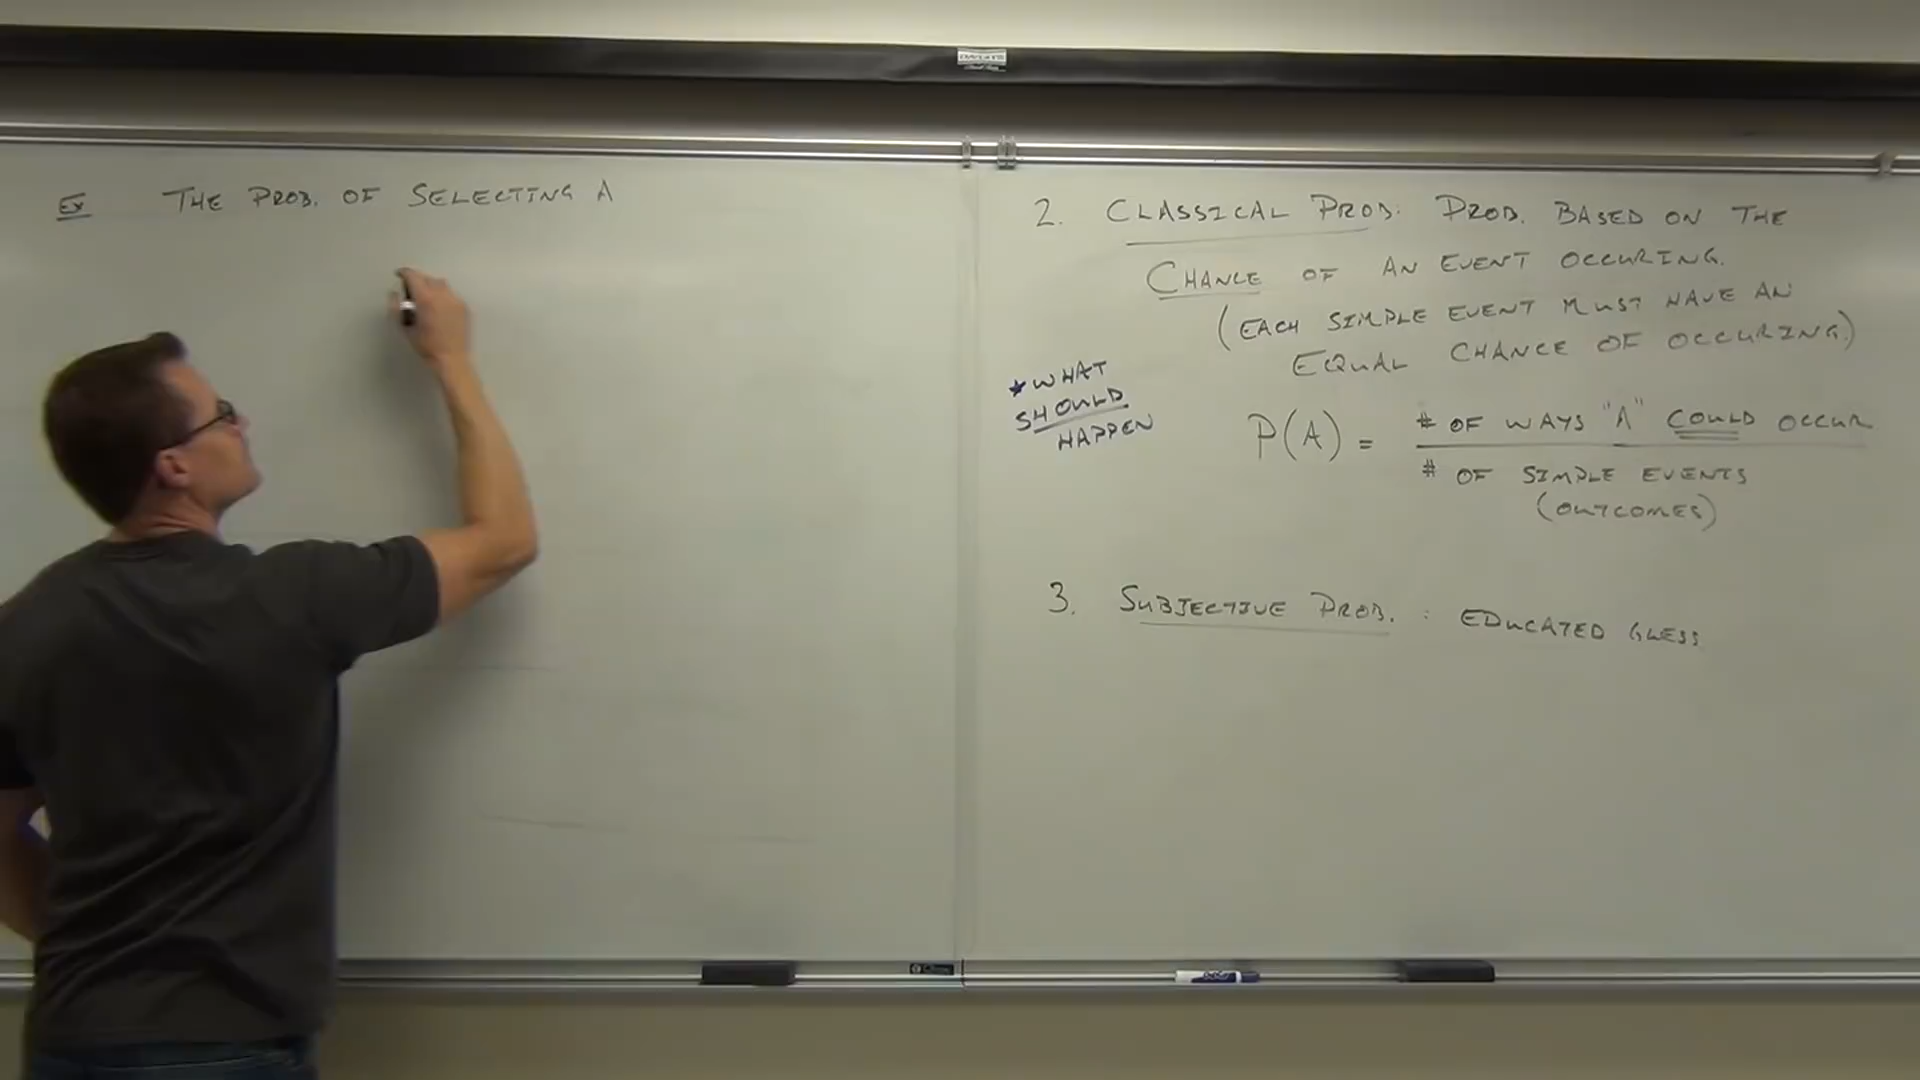 Ex THE PROB. OF SELECTING A
2. CLASSICAL PROB: PROB. BASED ON THE
CHANCE OF AN EVENT OCCURING.
(EACH SIMPLE EVENT MUST HAVE AN
EQUAL CHANCE OF OCCURING.)
★WHAT
SHOULD
HAPPEN
P(A) = # OF WAYS "A" COULD OCCUR
# OF SIMPLE EVENTS
(OUTCOMES)
3. SUBJECTIVE PROB. : EDUCATED GUESS
EXPO